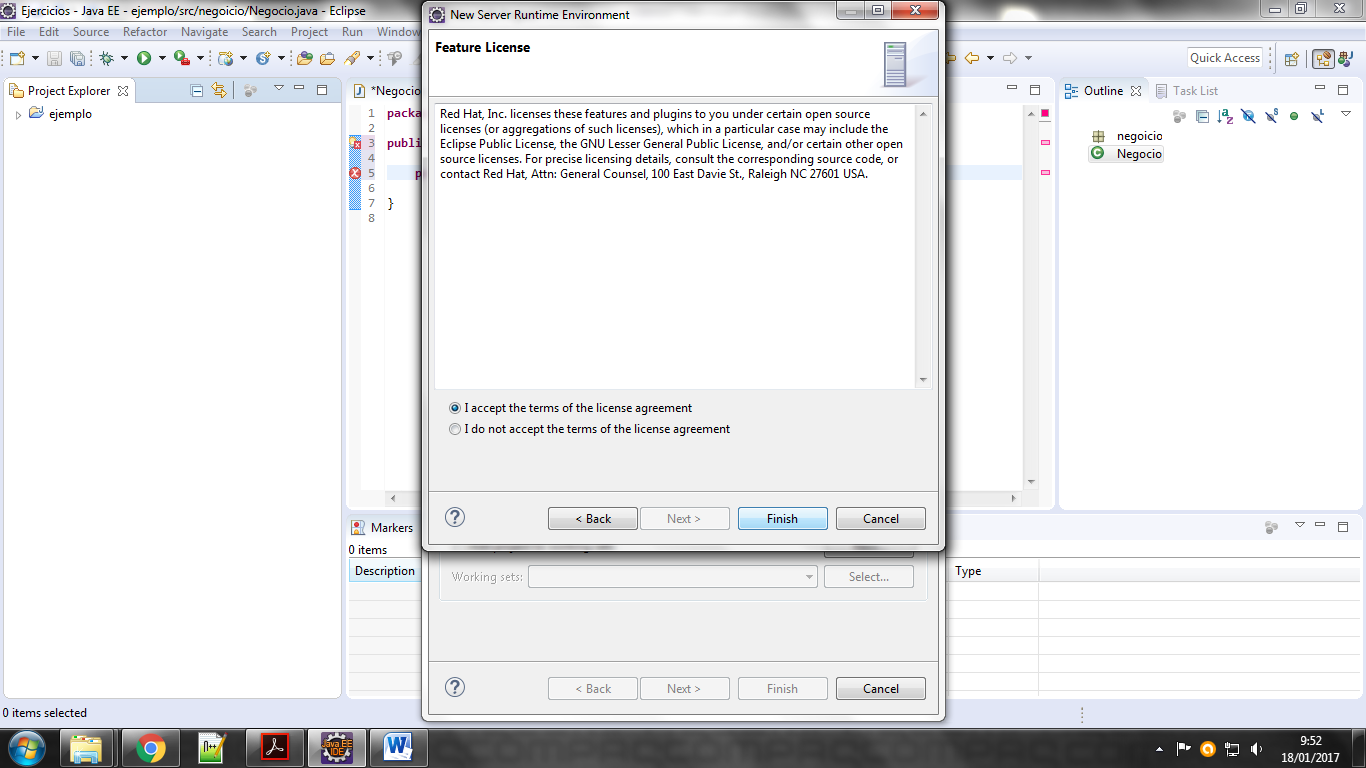 Ejercicios - Java EE - ejemplo/src/negoicio/Negocio.java - Eclipse
File Edit Source Refactor Navigate Search Project Run Window
Quick Access
Project Explorer
ejemplo
*Negocio
1 packa
2
3 publi
4
5 p
6
7 }
8
New Server Runtime Environment
Feature License
Red Hat, Inc. licenses these features and plugins to you under certain open source
licenses (or aggregations of such licenses), which in a particular case may include the
Eclipse Public License, the GNU Lesser General Public License, and/or certain other open
source licenses. For precise licensing details, consult the corresponding source code, or
contact Red Hat, Attn: General Counsel, 100 East Davie St., Raleigh NC 27601 USA.
I accept the terms of the license agreement
I do not accept the terms of the license agreement
< Back Next > Finish Cancel
Outline Task List
negoicio
Negocio
Markers
0 items
Description
Type
Working sets: Select...
< Back Next > Finish Cancel
0 items selected
Java EE
IDE
9:52
18/01/2017